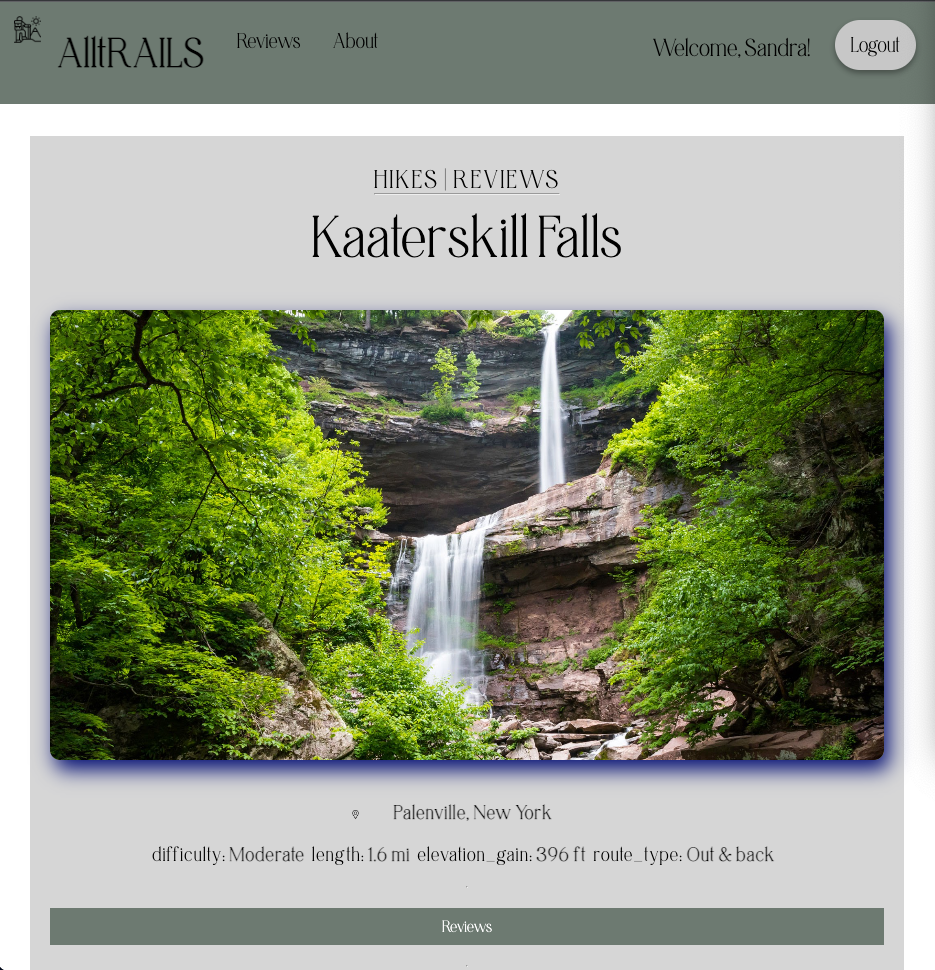 AlltRAILS Reviews About Welcome, Sandra! Logout
HIKES | REVIEWS
Kaaterskill Falls
Palenville, New York
difficulty: Moderate length: 1.6 mi elevation_gain: 396 ft route_type: Out & back
.
Reviews
.